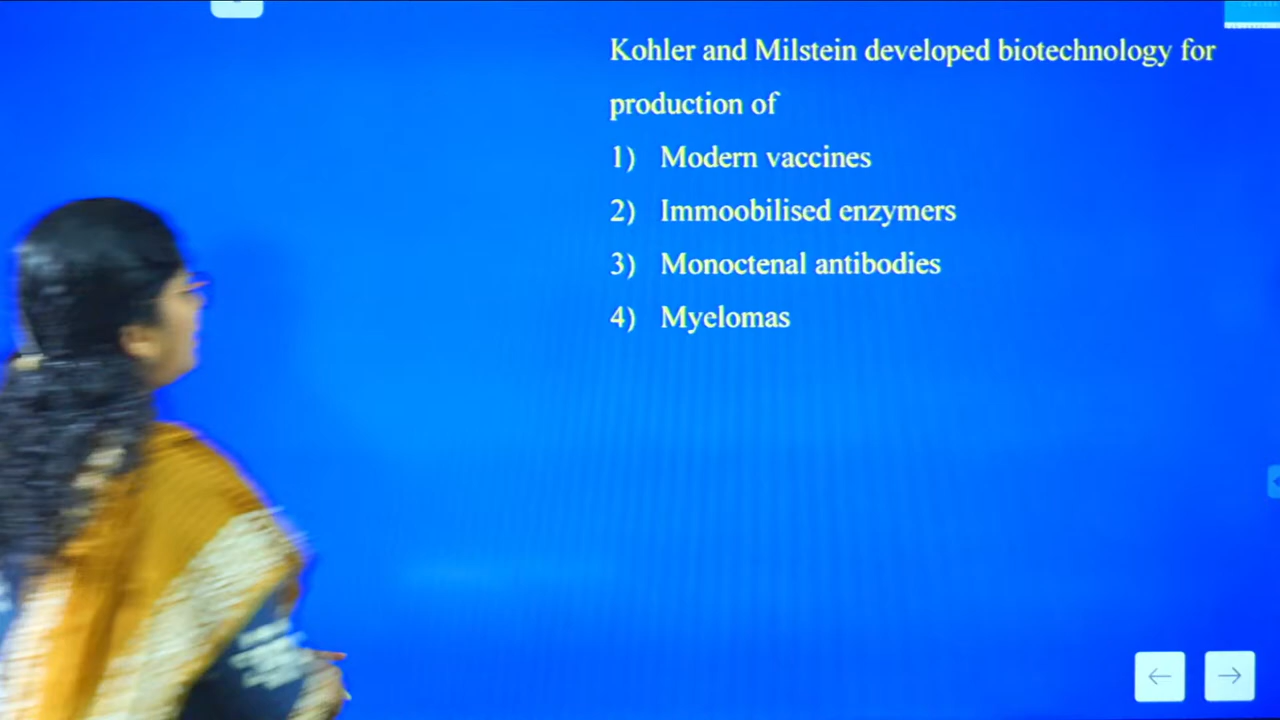 Kohler and Milstein developed biotechnology for
production of
1) Modern vaccines
2) Immoobilised enzymers
3) Monoctenal antibodies
4) Myelomas